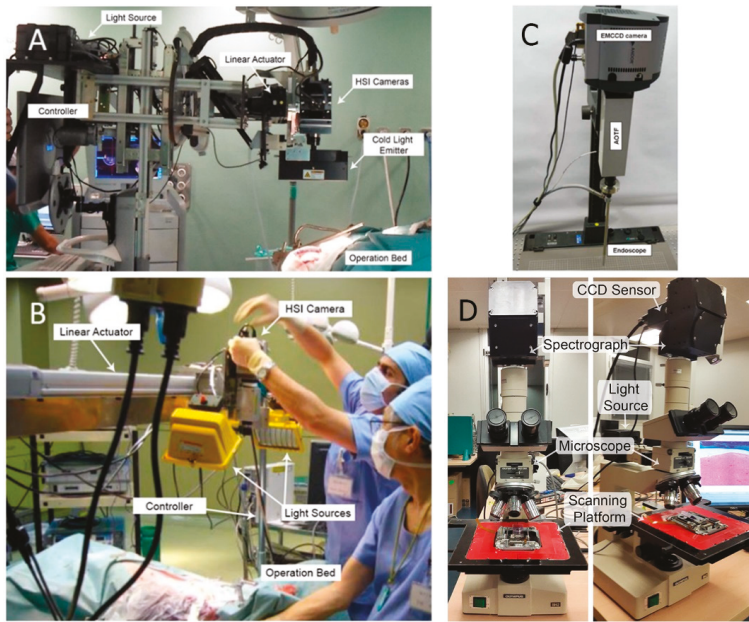 A
Light Source
Linear Actuator
HSI Cameras
Controller
Cold Light
Emitter
Operation Bed
B
HSI Camera
Linear Actuator
Controller
Light Sources
Operation Bed
C
EMCCD camera
AOTF
Endoscope
D
CCD Sensor
Spectrograph
Light
Source
Microscope
Scanning
Platform
OLYMPUS